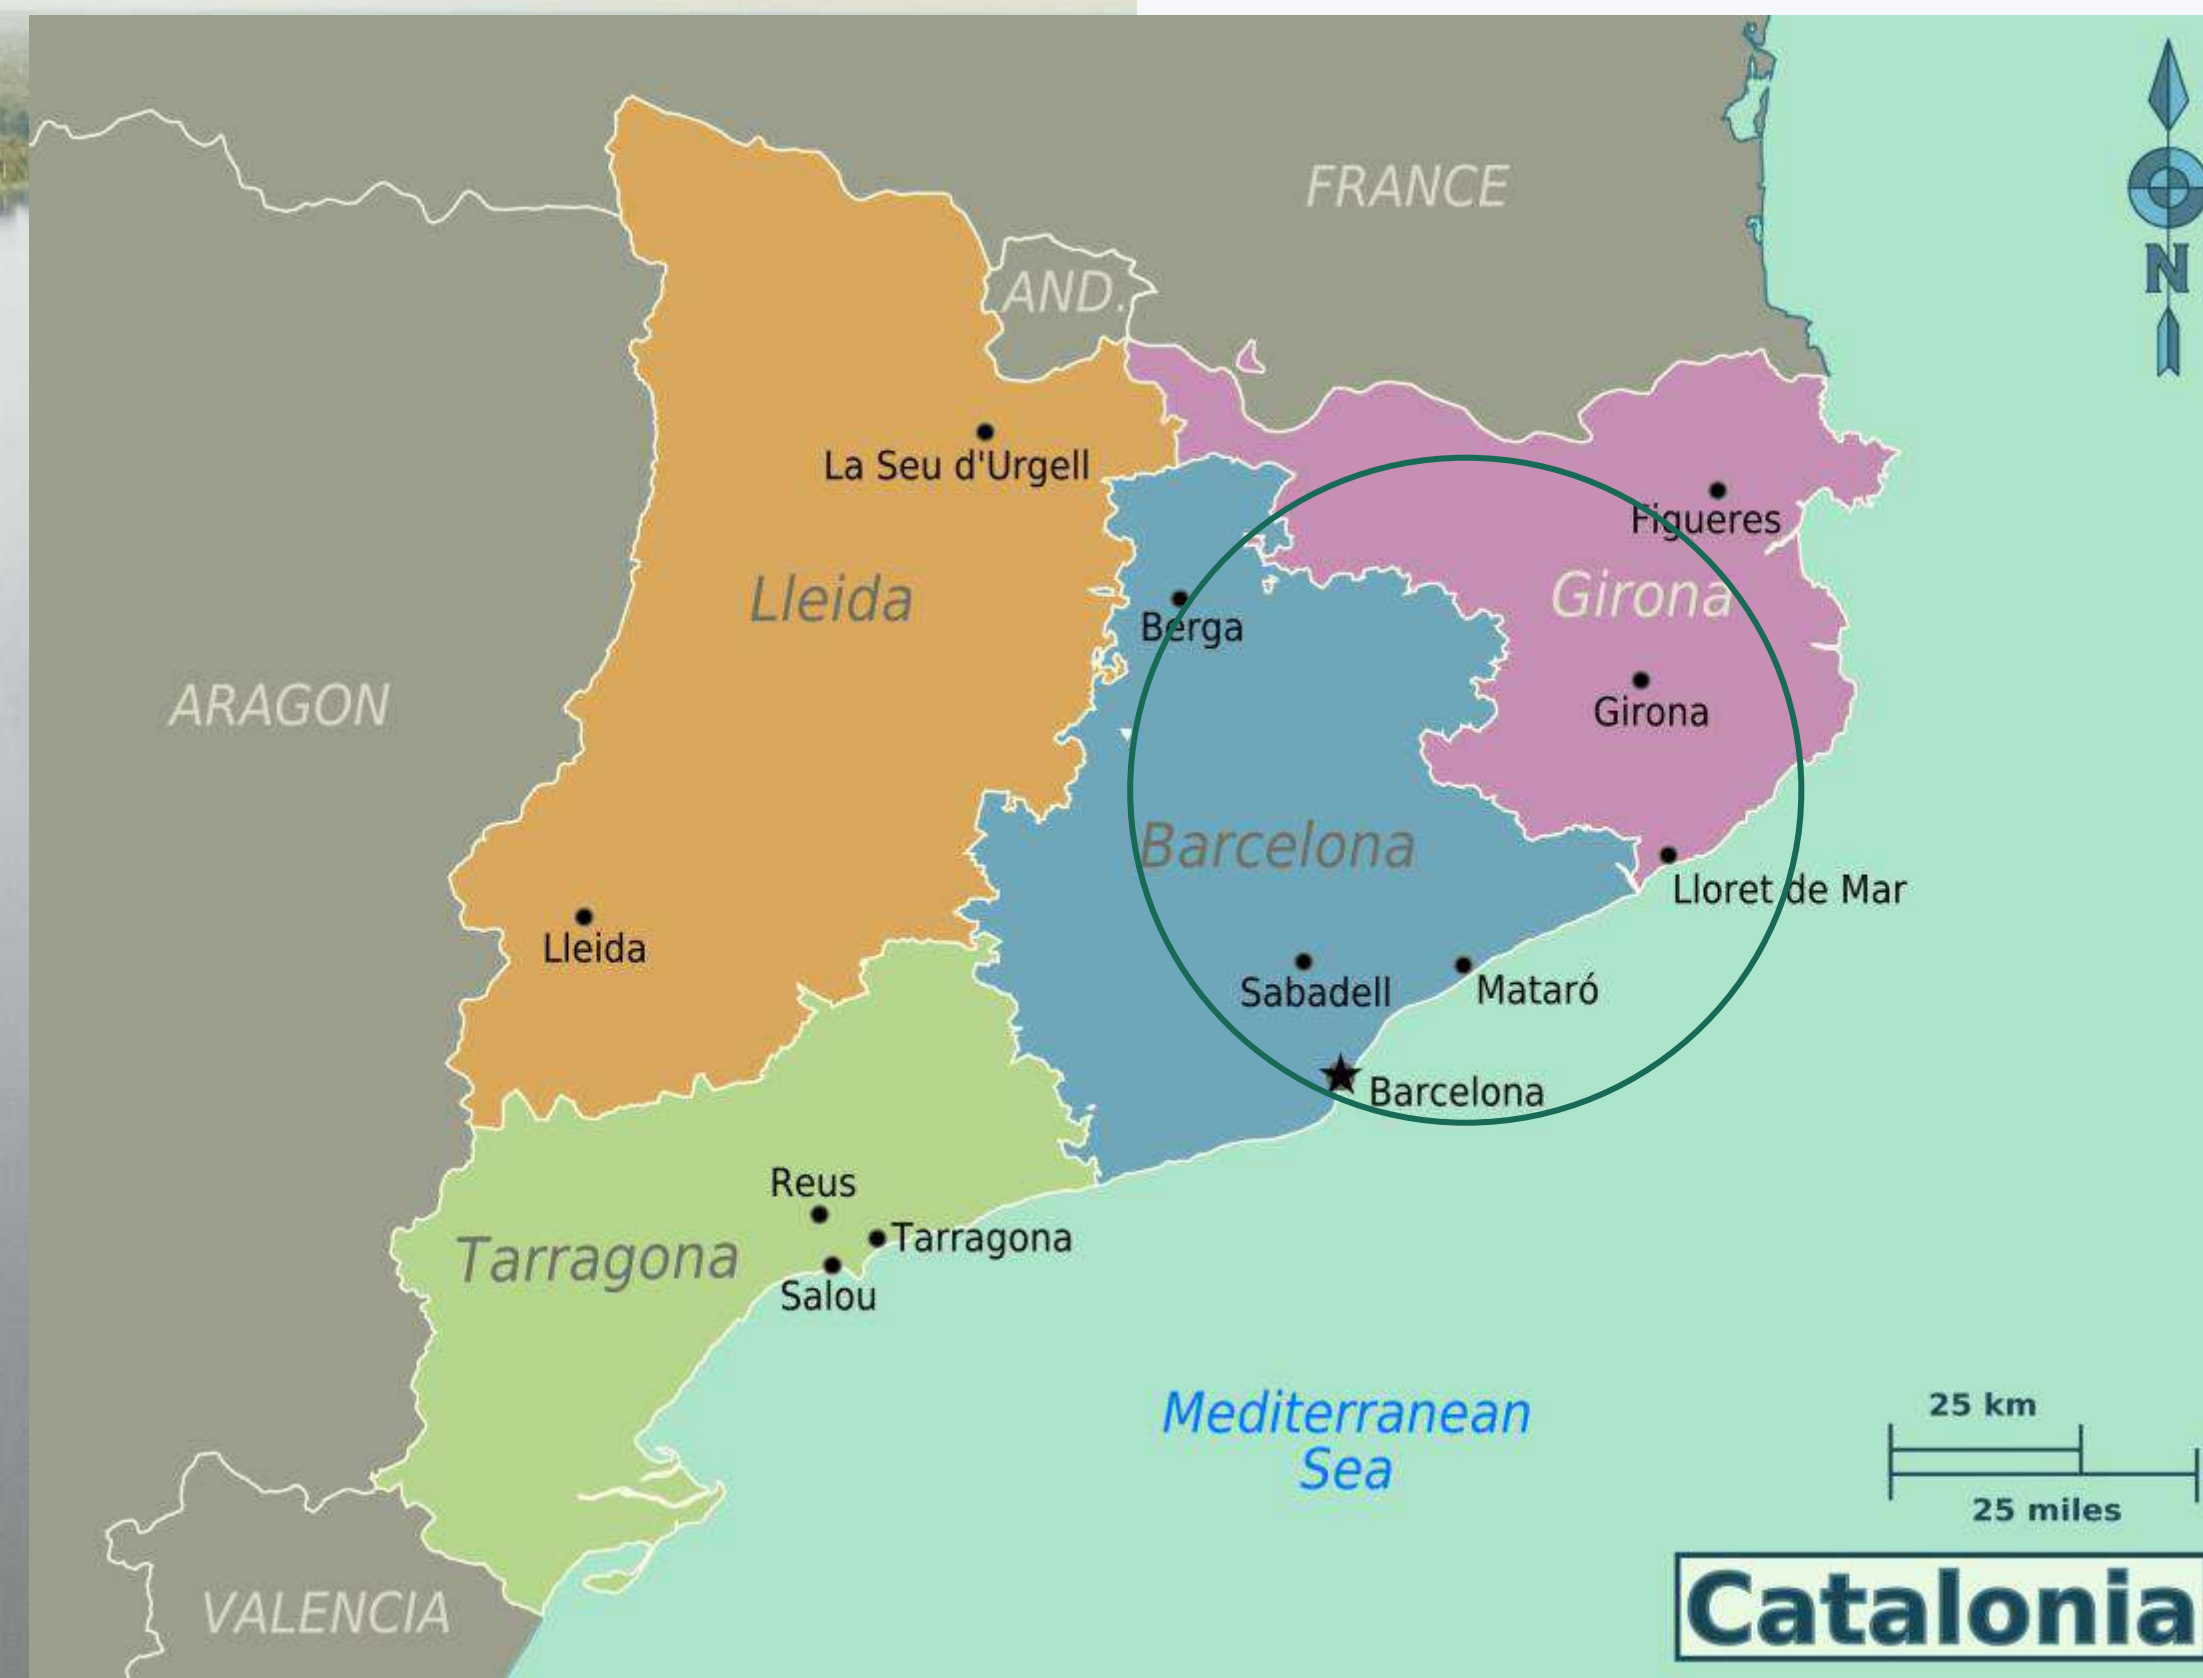 FRANCE
AND.
N
La Seu d'Urgell
Figueres
Lleida
Girona
Berga
ARAGON
Girona
Barcelona
Lloret de Mar
Lleida
Sabadell
Mataró
Barcelona
Reus
Tarragona
Tarragona
Salou
Mediterranean
Sea
25 km
25 miles
VALENCIA
Catalonia